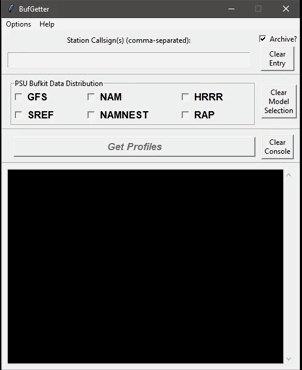 BufGetter
Options Help
Station Callsign(s) (comma-separated):
Archive?
Clear
Entry
PSU Bufkit Data Distribution
GFS NAM HRRR
SREF NAMNEST RAP
Clear
Model
Selection
Get Profiles
Clear
Console